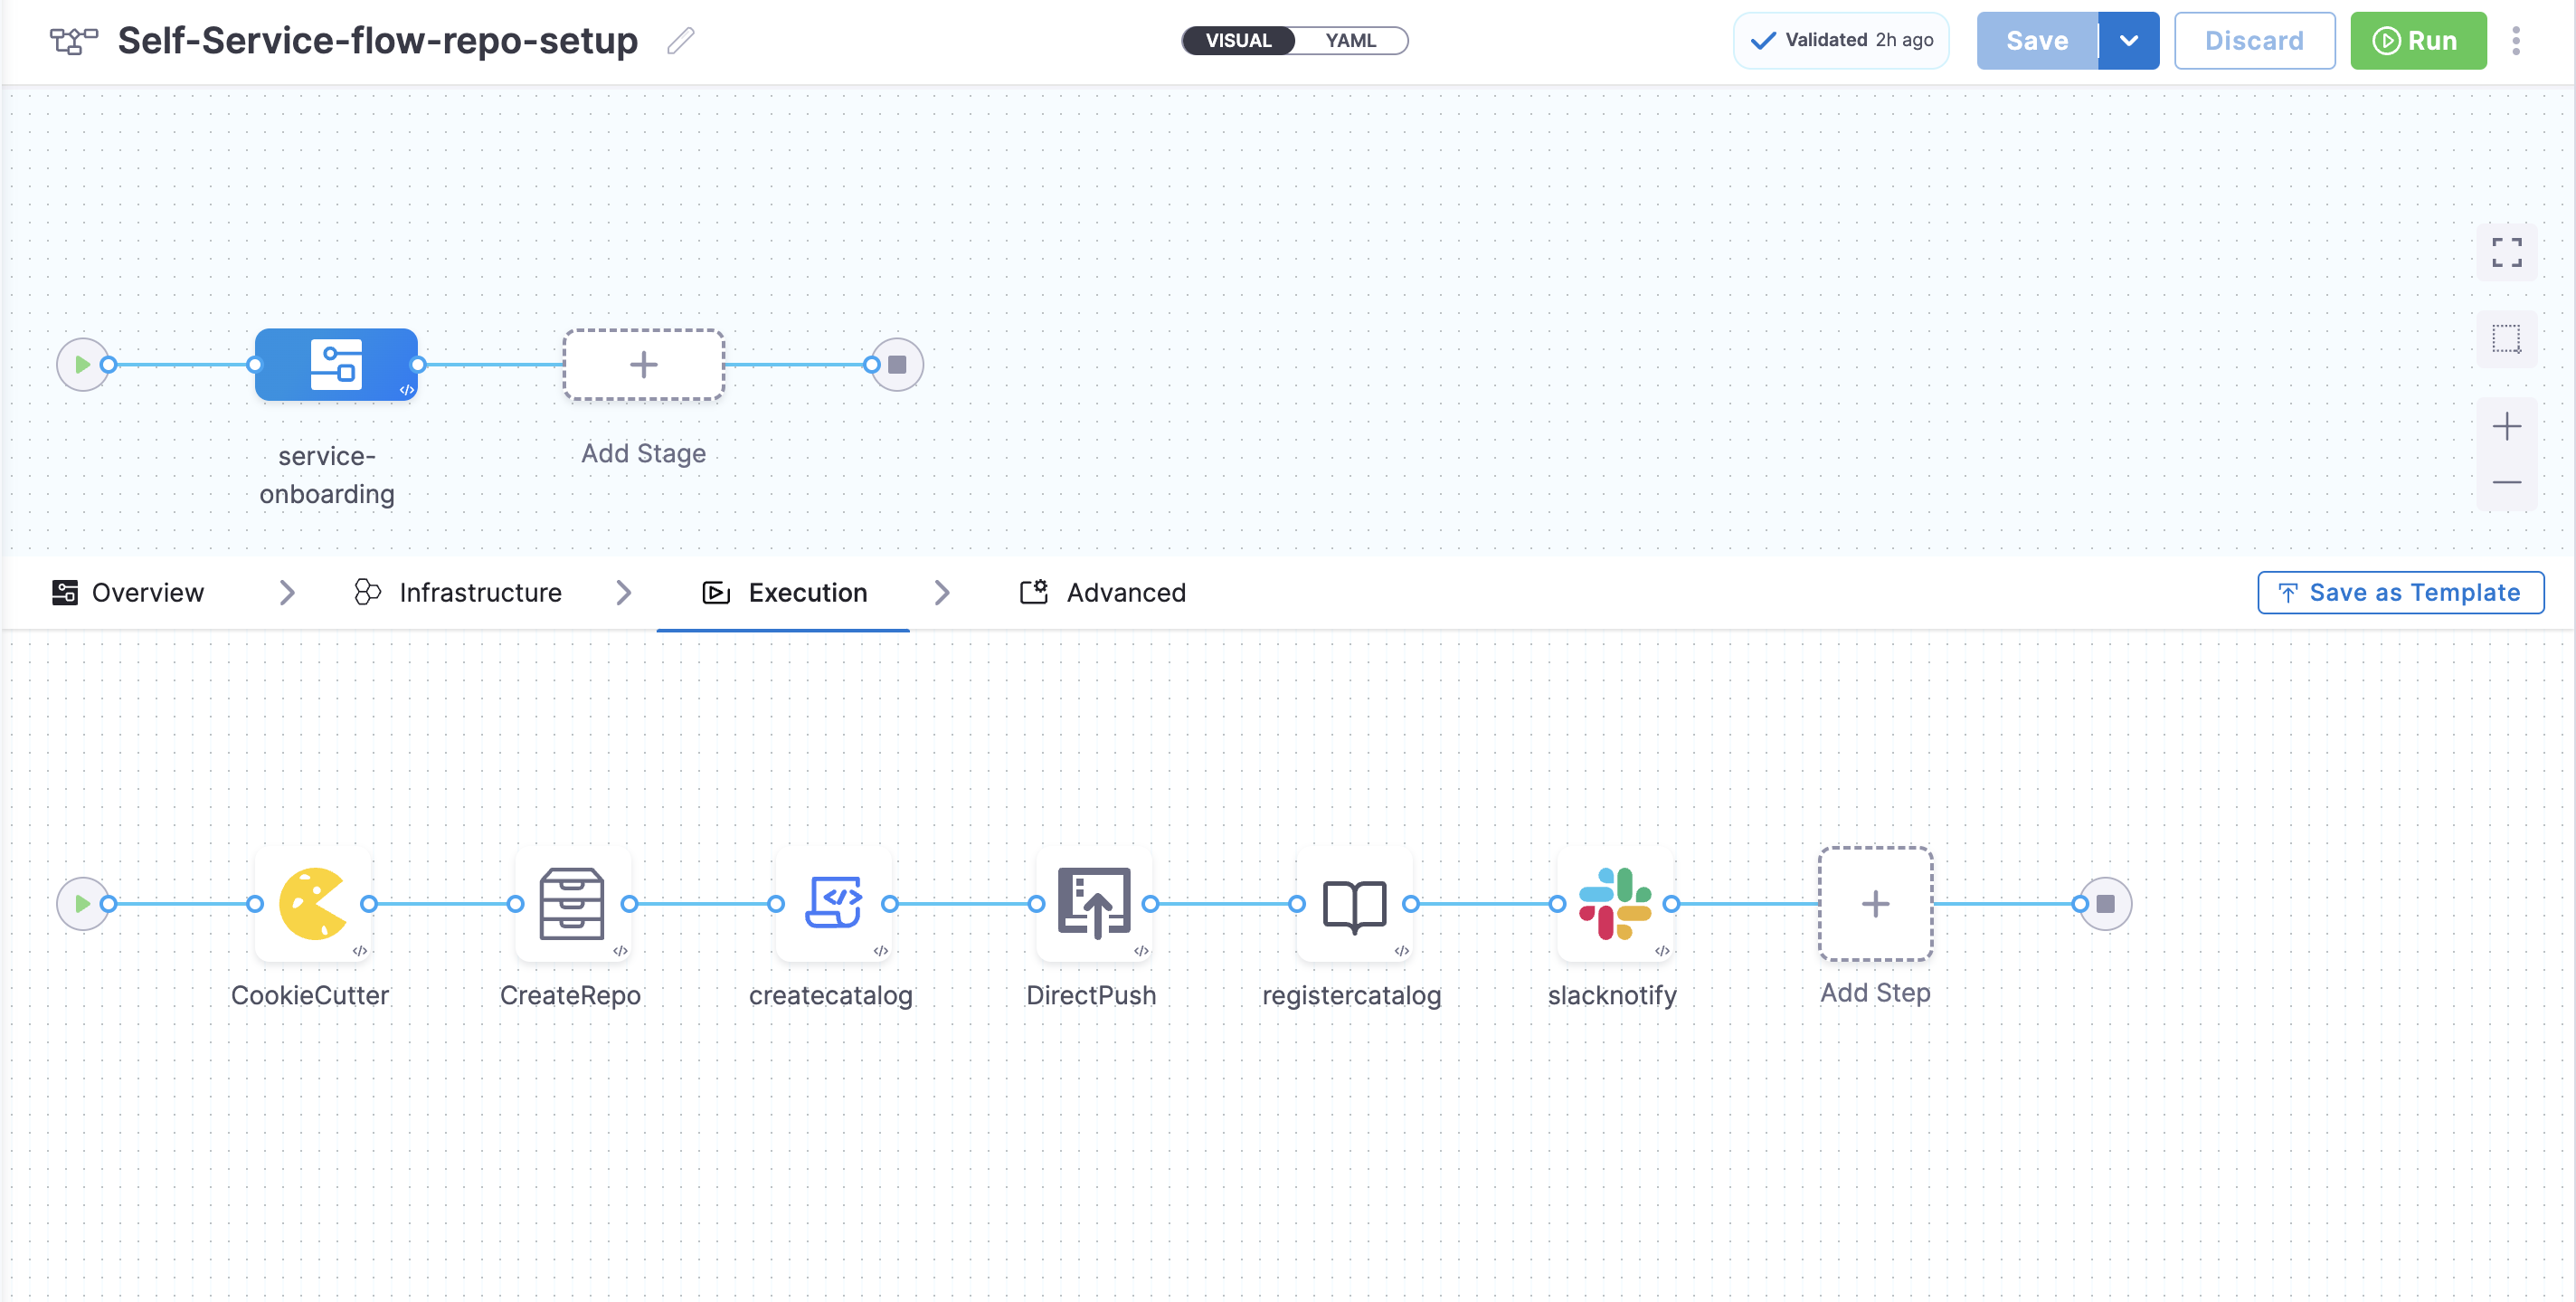 Self-Service-flow-repo-setup
VISUAL YAML
Validated 2h ago
Save
Discard
Run
service-
onboarding
Add Stage
Overview
Infrastructure
Execution
Advanced
Save as Template
CookieCutter
CreateRepo
createcatalog
DirectPush
registercatalog
slacknotify
Add Step